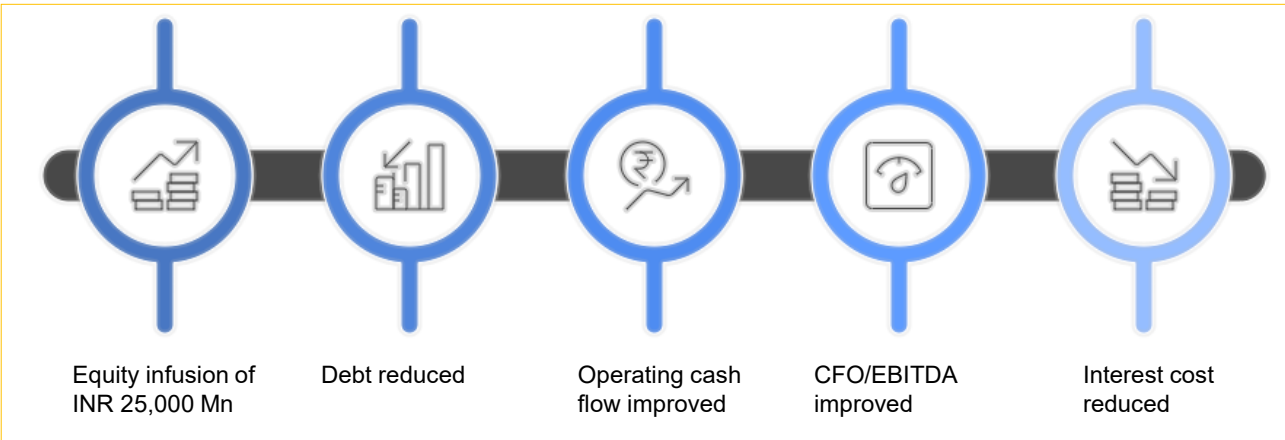 ₹
Equity infusion of
INR 25,000 Mn
Debt reduced
Operating cash
flow improved
CFO/EBITDA
improved
Interest cost
reduced